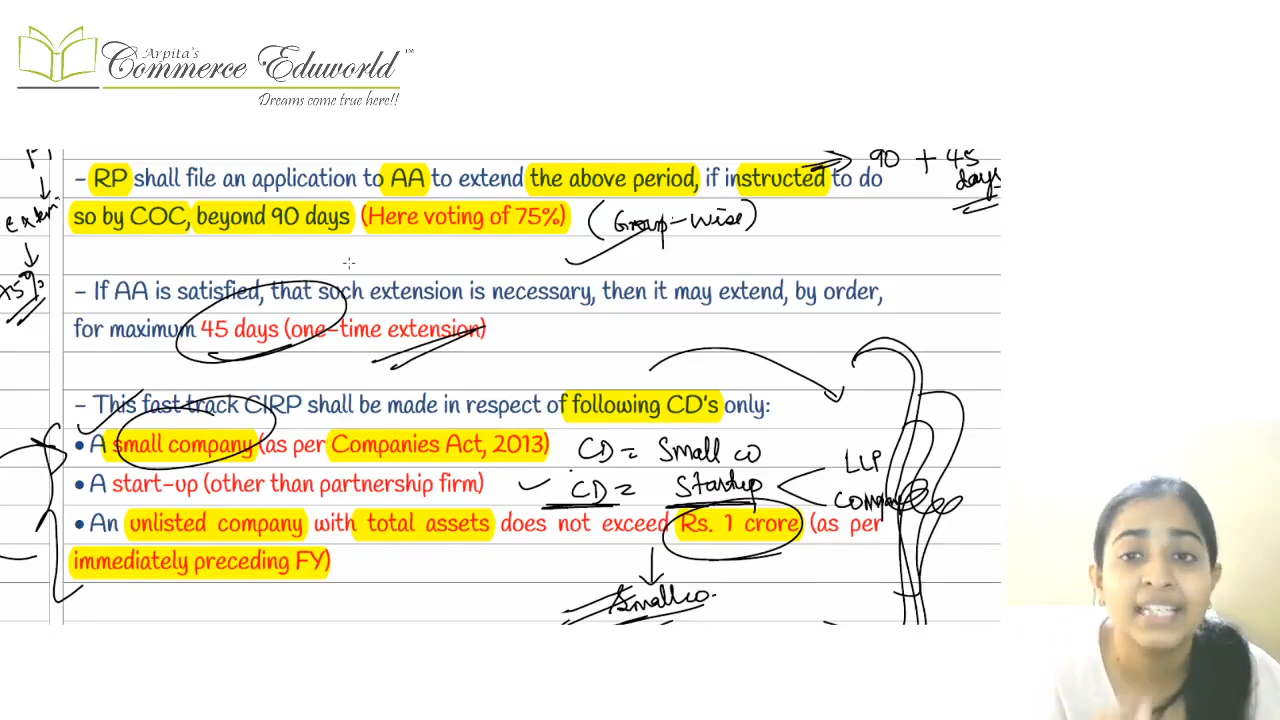 Arpita's
Commerce Eduworld™
Dreams come true here!!
90 + 45
days
– RP shall file an application to AA to extend the above period, if instructed to do
so by COC, beyond 90 days (Here voting of 75%) (Group-wise)
– If AA is satisfied, that such extension is necessary, then it may extend, by order,
for maximum 45 days (one-time extension)
– This fast track CIRP shall be made in respect of following CD's only:
• A small company (as per Companies Act, 2013) CD = Small co
• A start-up (other than partnership firm) CD = Startup
LLP
Company
• An unlisted company with total assets does not exceed Rs. 1 crore (as per
immediately preceding FY)
Small co.